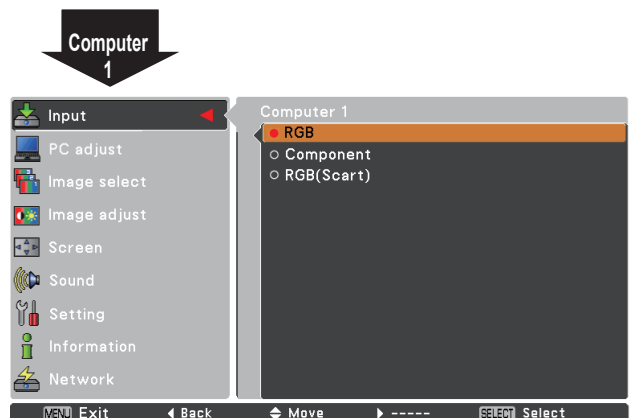 Computer
1
Input
PC adjust
Image select
Image adjust
Screen
Sound
Setting
Information
Network
Computer 1
RGB
Component
RGB(Scart)
MENU Exit ◀ Back Move ▶ ----- SELECT Select